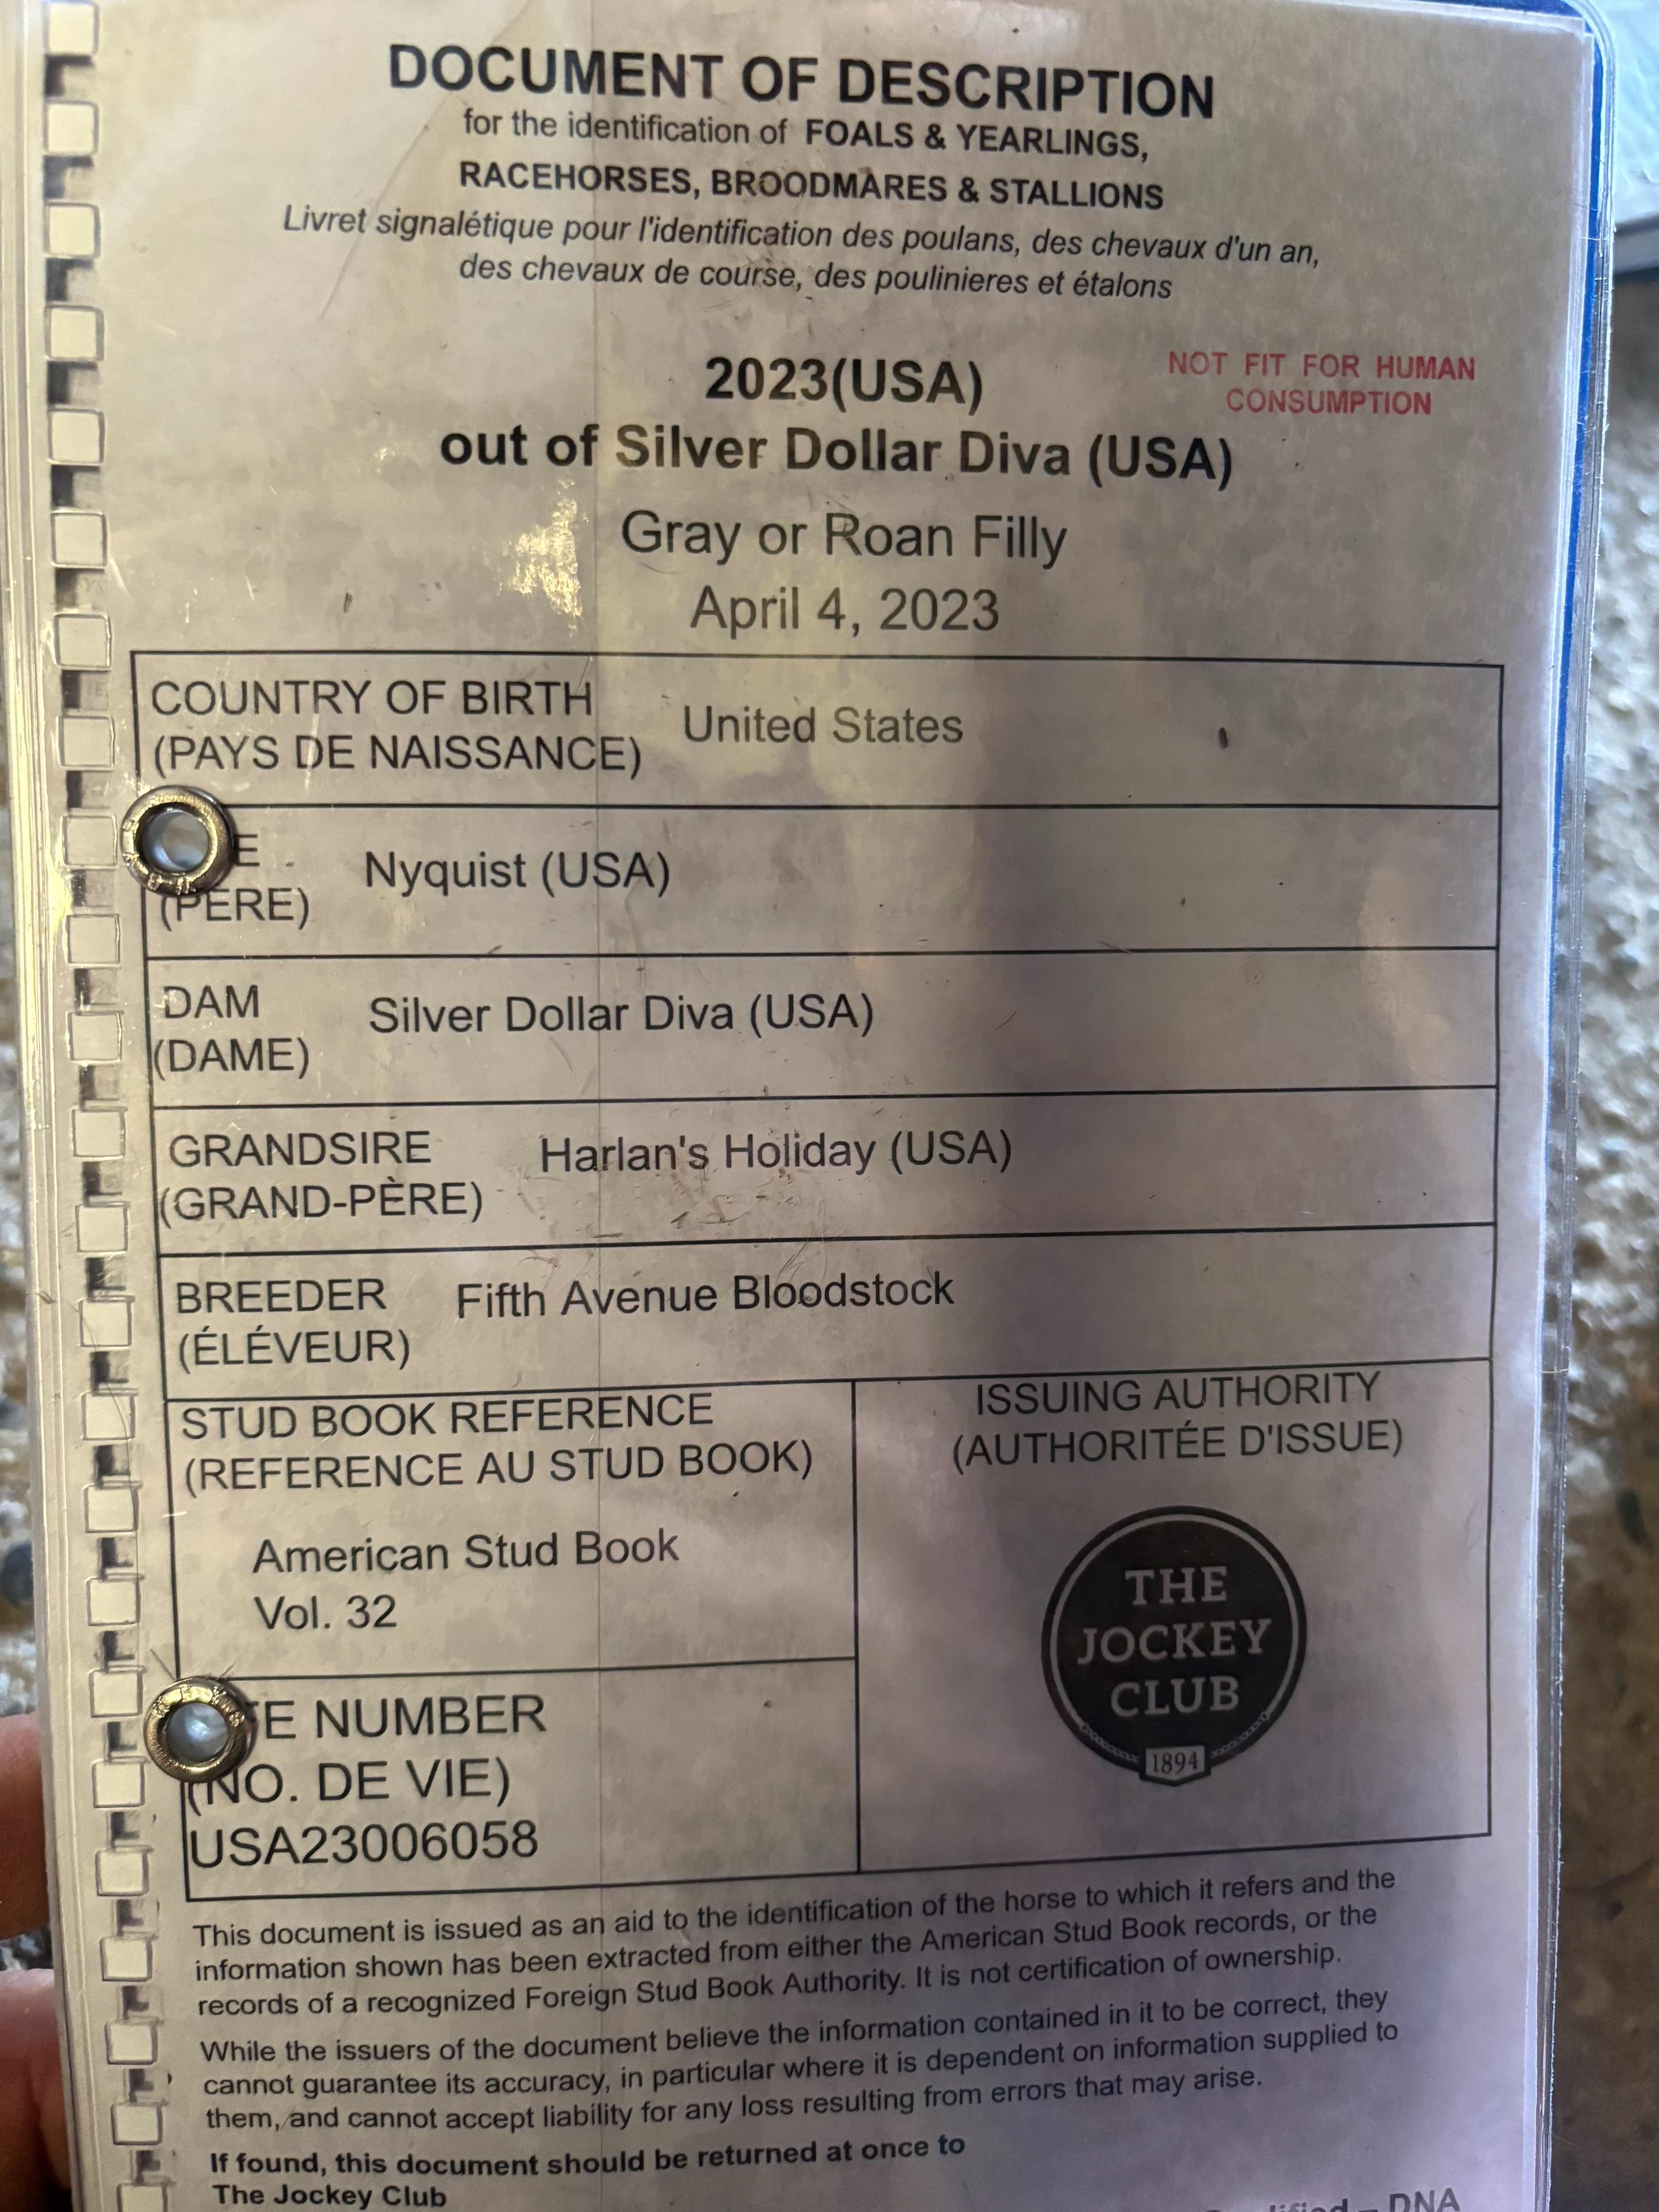 DOCUMENT OF DESCRIPTION
for the identification of FOALS & YEARLINGS,
RACEHORSES, BROODMARES & STALLIONS
Livret signalétique pour l'identification des poulans, des chevaux d'un an,
des chevaux de course, des poulinieres et étalons
2023(USA)
NOT FIT FOR HUMAN
CONSUMPTION
out of Silver Dollar Diva (USA)
Gray or Roan Filly
April 4, 2023
COUNTRY OF BIRTH
(PAYS DE NAISSANCE)
United States
E
(PÈRE)
Nyquist (USA)
DAM
(DAME)
Silver Dollar Diva (USA)
GRANDSIRE
(GRAND-PÈRE)
Harlan's Holiday (USA)
BREEDER
(ÉLÉVEUR)
Fifth Avenue Bloodstock
STUD BOOK REFERENCE
(REFERENCE AU STUD BOOK)
American Stud Book
Vol. 32
ISSUING AUTHORITY
(AUTHORITÉE D'ISSUE)
THE
JOCKEY
CLUB
1894
NUMBER
(NO. DE VIE)
USA23006058
This document is issued as an aid to the identification of the horse to which it refers and the
information shown has been extracted from either the American Stud Book records, or the
records of a recognized Foreign Stud Book Authority. It is not certification of ownership.
While the issuers of the document believe the information contained in it to be correct, they
cannot guarantee its accuracy, in particular where it is dependent on information supplied to
them, and cannot accept liability for any loss resulting from errors that may arise.
If found, this document should be returned at once to
The Jockey Club
– DNA